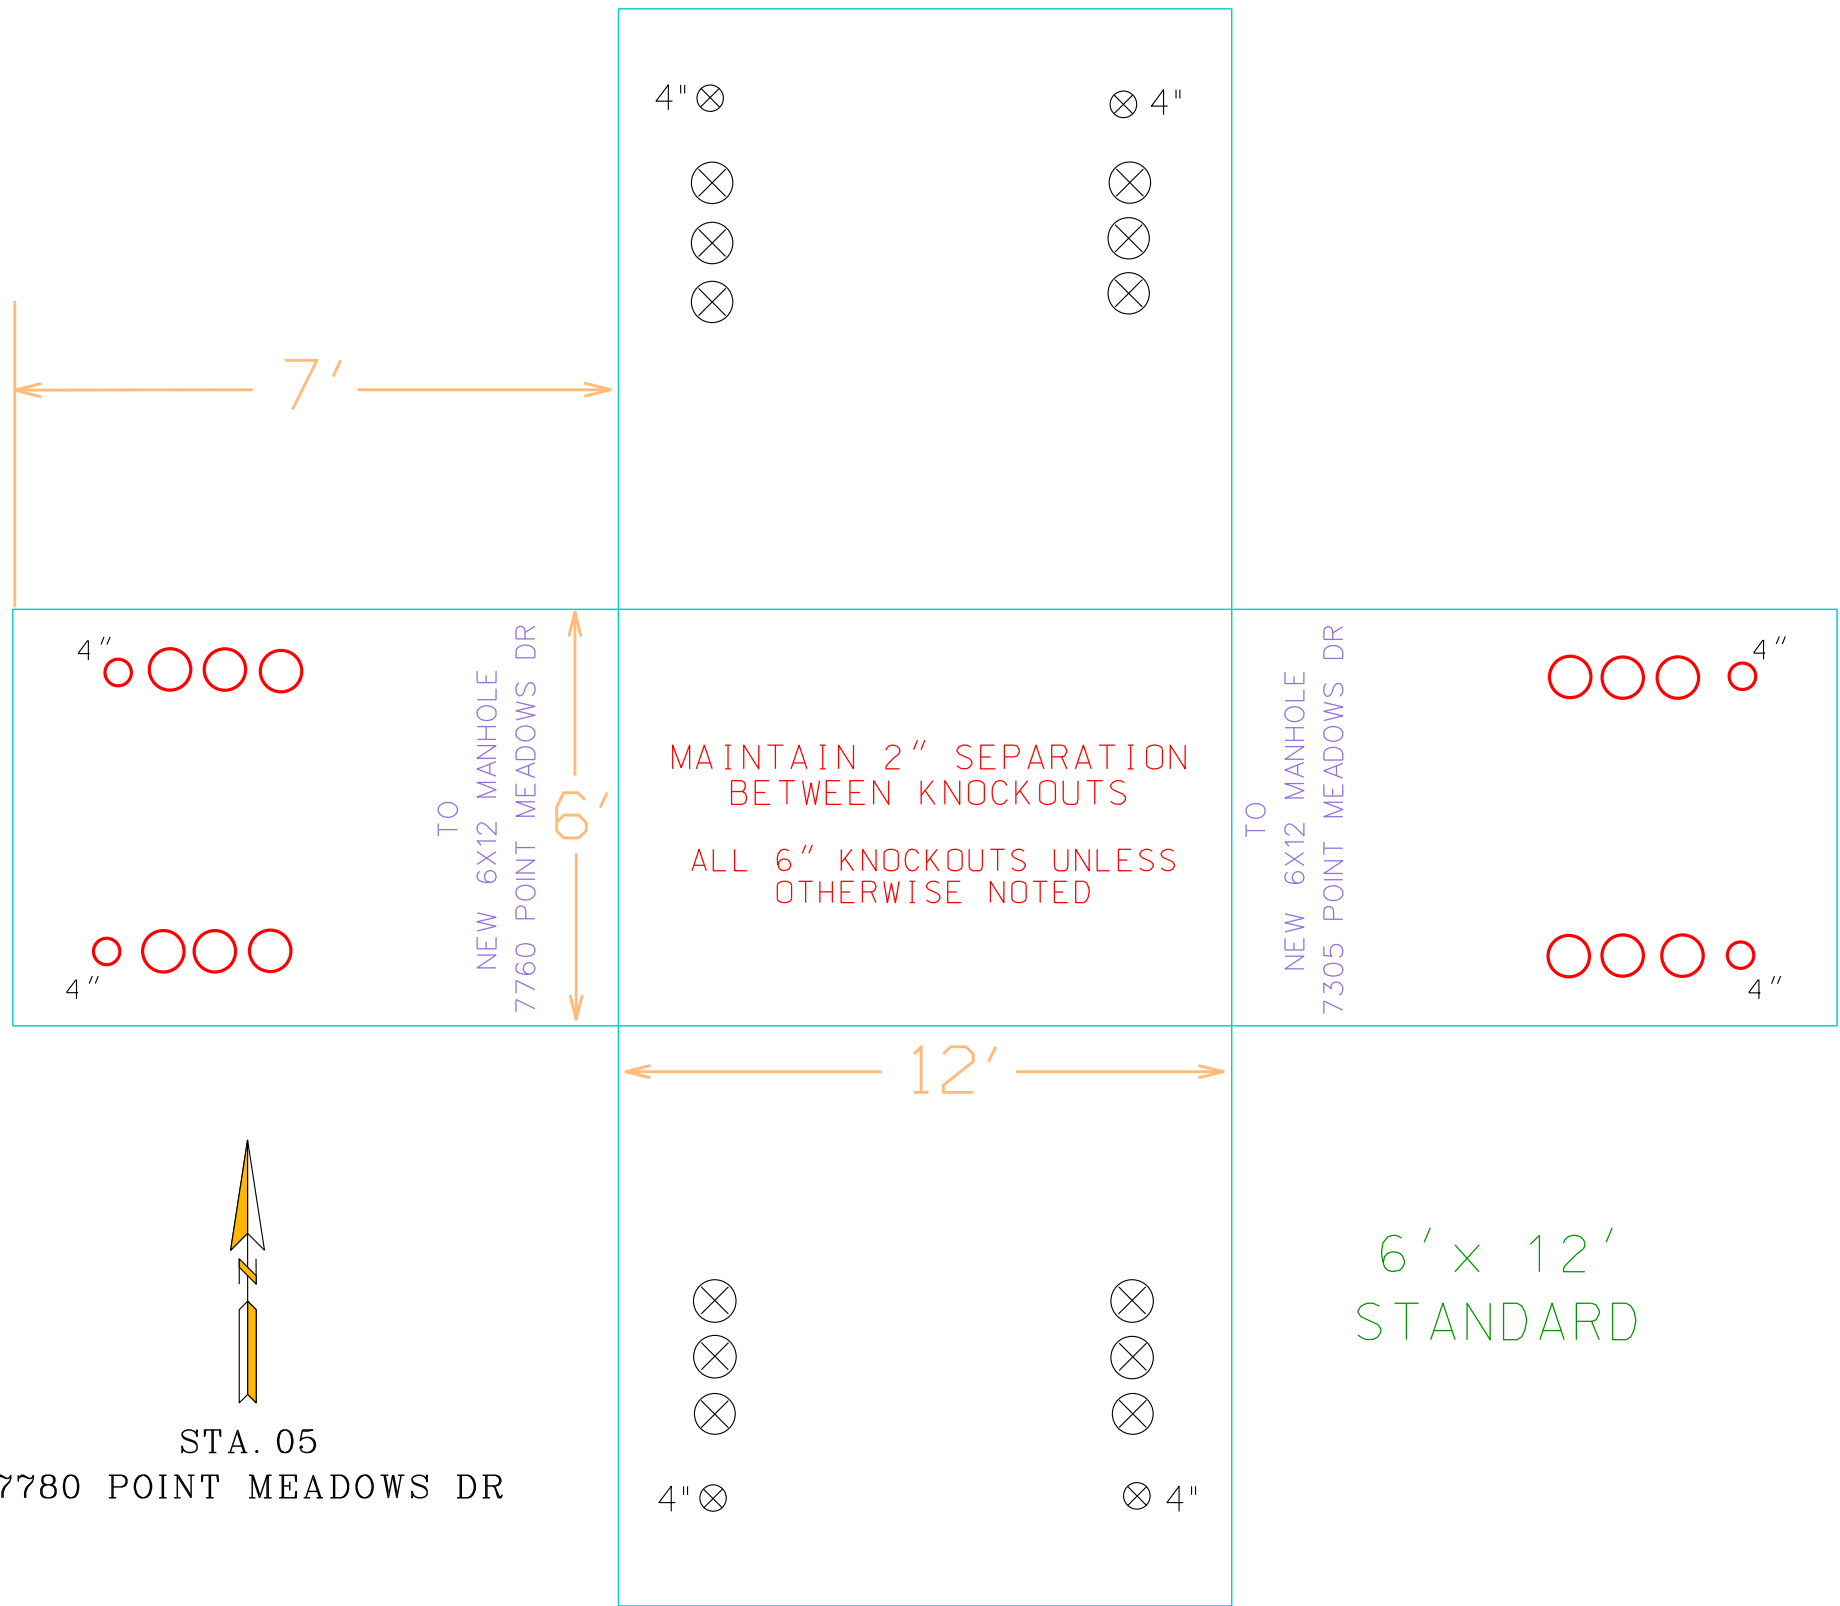 4" 4"
7'
4"
4"
TO
NEW 6X12 MANHOLE
7760 POINT MEADOWS DR
6'
MAINTAIN 2" SEPARATION
BETWEEN KNOCKOUTS
ALL 6" KNOCKOUTS UNLESS
OTHERWISE NOTED
TO
NEW 6X12 MANHOLE
7305 POINT MEADOWS DR
4"
4"
12'
N
6'x 12'
STANDARD
STA.05
7780 POINT MEADOWS DR
4" 4"